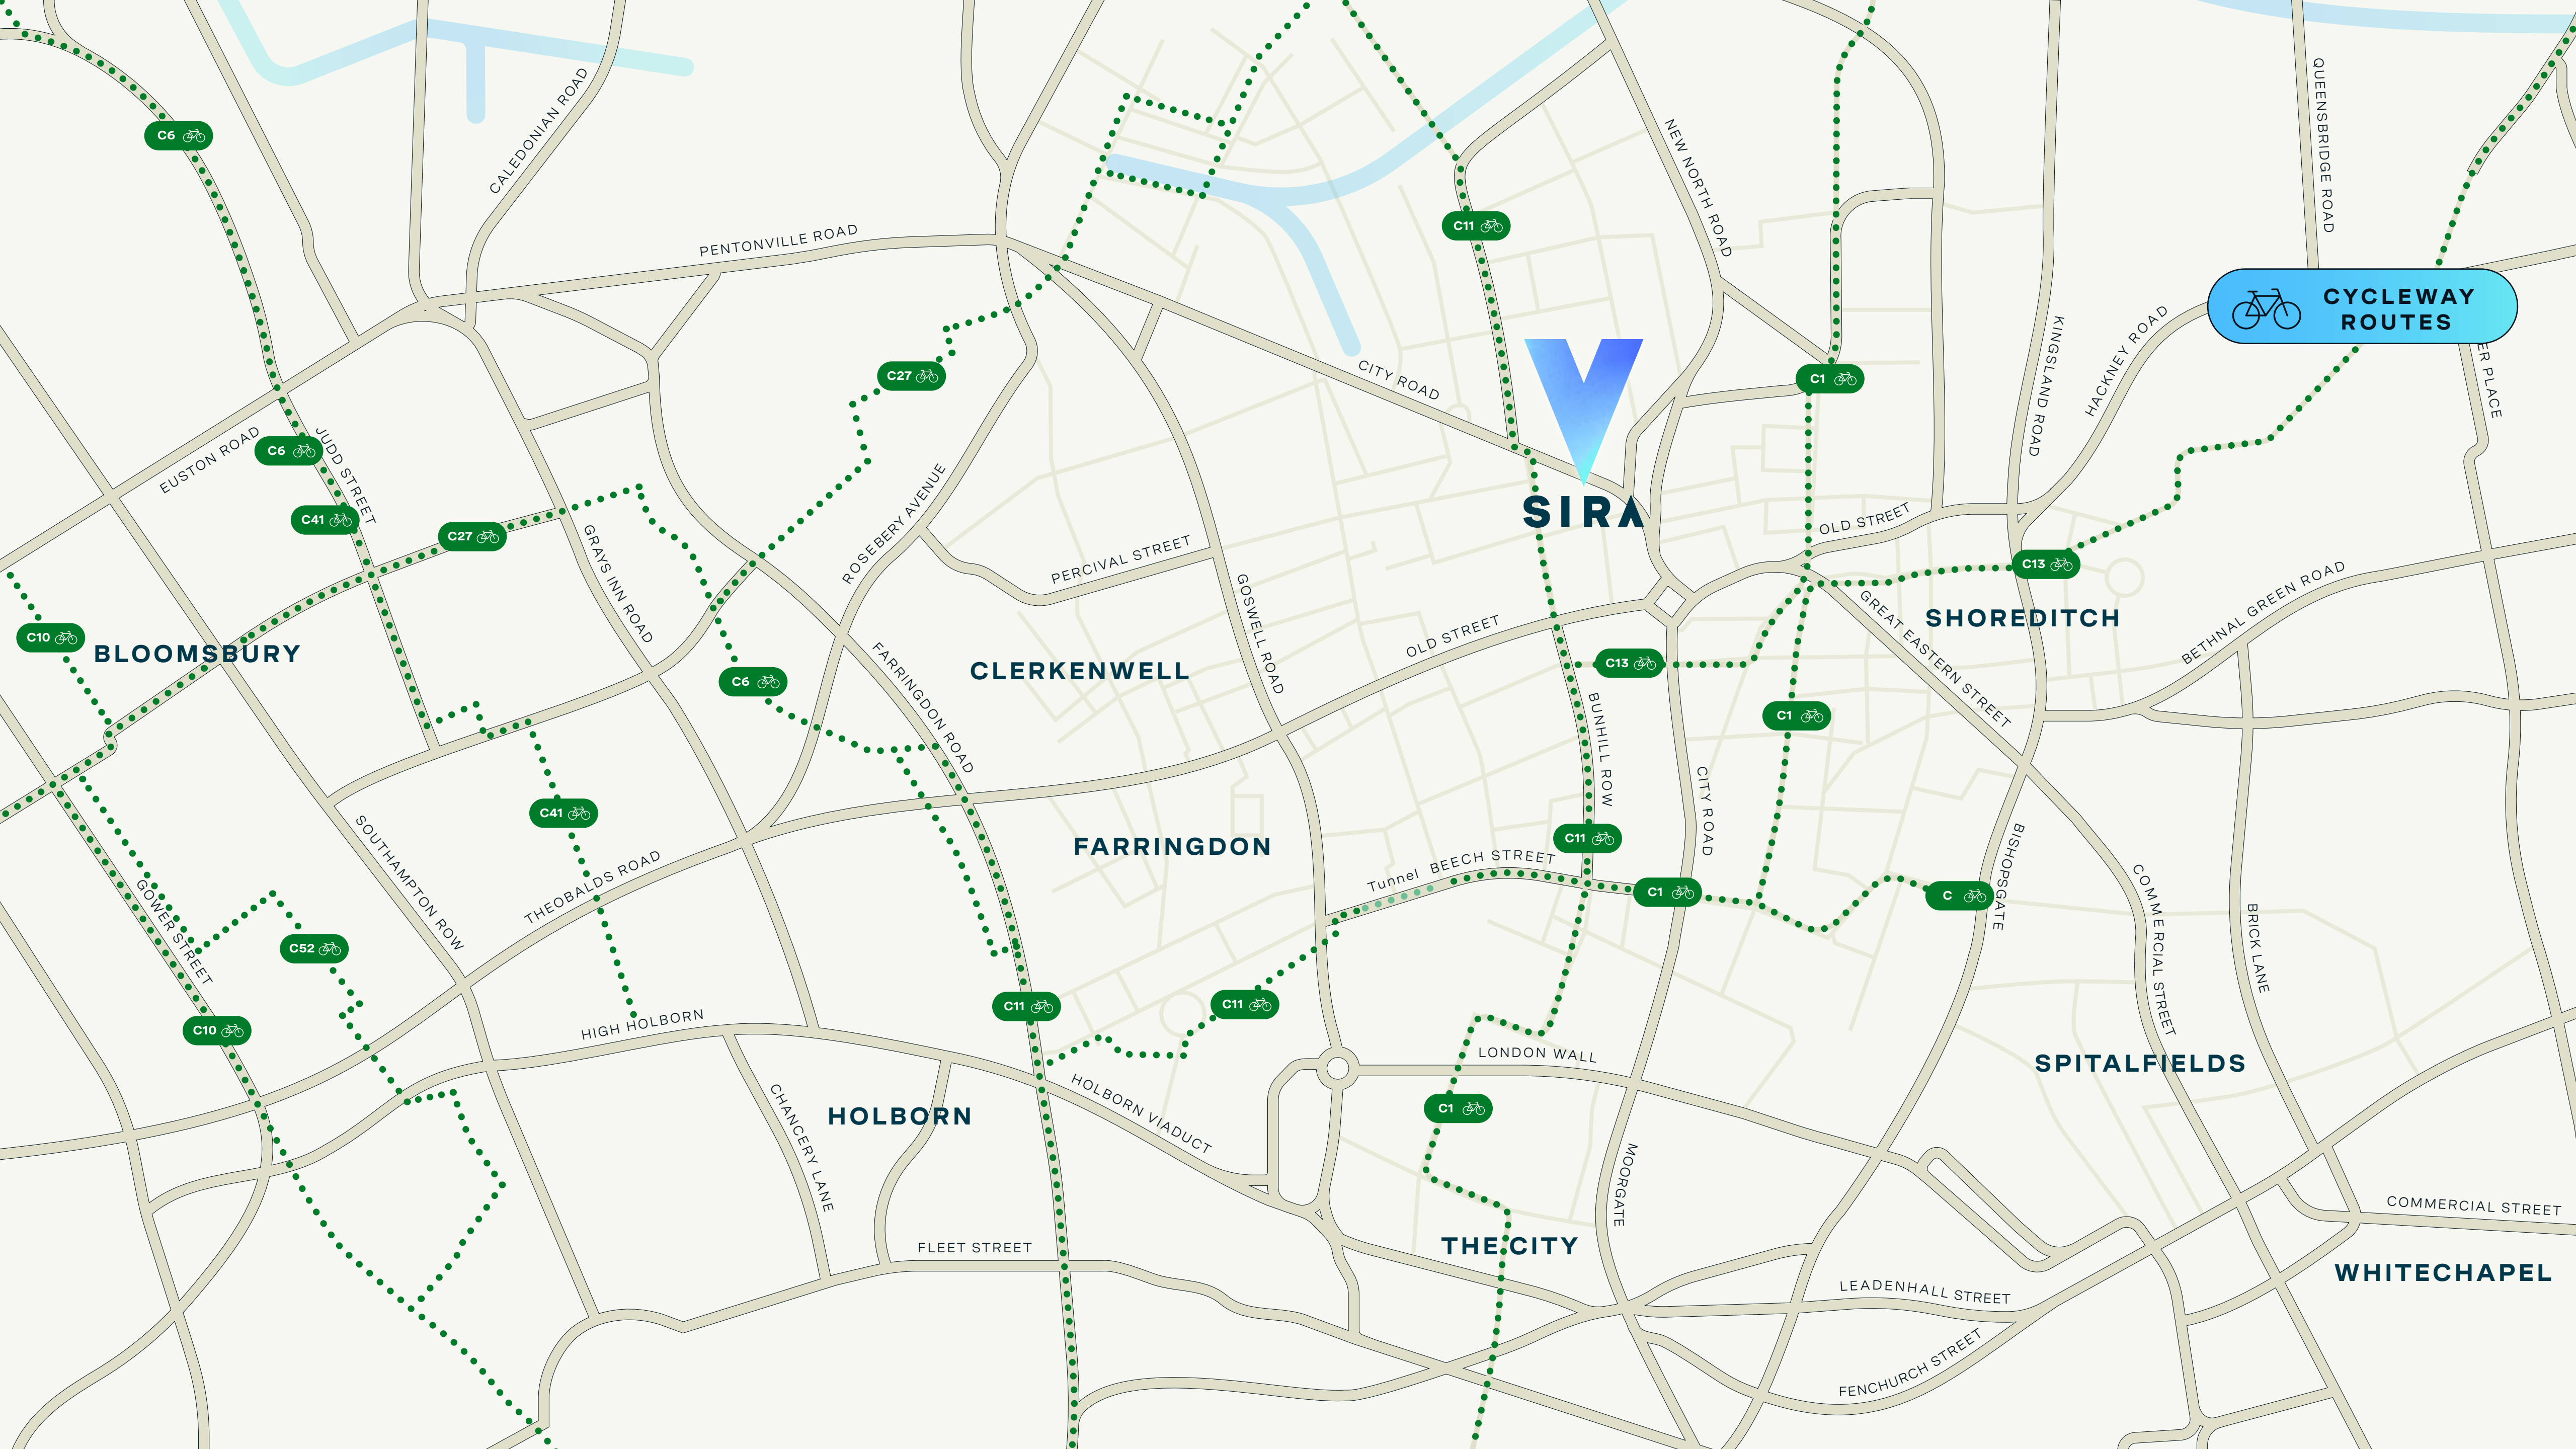 QUEENSBRIDGE ROAD
CALEDONIAN ROAD
C6
NEW NORTH ROAD
C11
PENTONVILLE ROAD
CYCLEWAY
ROUTES
C27
CITY ROAD
C1
KINGSLAND ROAD
HACKNEY ROAD
ER PLACE
EUSTON ROAD
C6
JUDD STREET
C41
C27
ROSEBERY AVENUE
SIRA
OLD STREET
GRAYS INN ROAD
PERCIVAL STREET
C13
C10
BLOOMSBURY
GOSWELL ROAD
OLD STREET
GREAT EASTERN STREET
SHOREDITCH
BETHNAL GREEN ROAD
C6
FARRINGDON ROAD
CLERKENWELL
C13
C1
BUNHILL ROW
CITY ROAD
C41
SOUTHAMPTON ROW
THEOBALDS ROAD
FARRINGDON
C11
Tunnel BEECH STREET
C1
C
BISHOPSGATE
COMMERCIAL STREET
BRICK LANE
GOWER STREET
C52
C10
HIGH HOLBORN
C11
C11
LONDON WALL
SPITALFIELDS
CHANCERY LANE
HOLBORN
HOLBORN VIADUCT
C1
MOORGATE
COMMERCIAL STREET
FLEET STREET
THE CITY
WHITECHAPEL
LEADENHALL STREET
FENCHURCH STREET